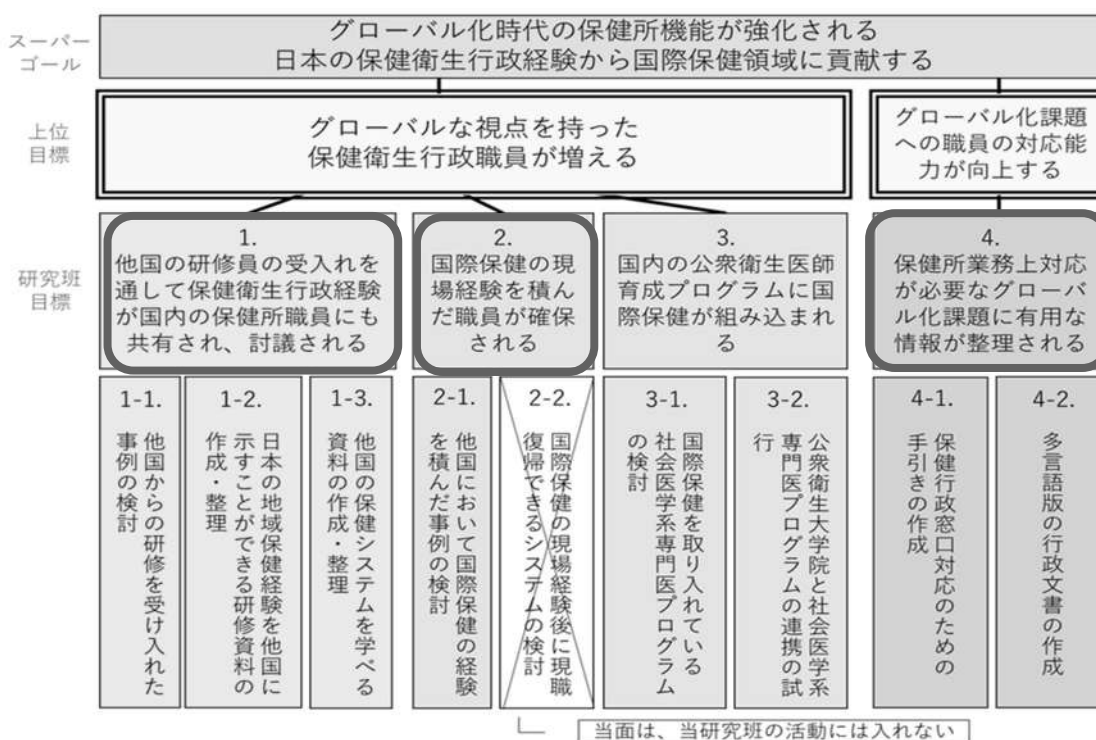 スーパー
ゴール
グローバル化時代の保健所機能が強化される
日本の保健衛生行政経験から国際保健領域に貢献する
上位
目標
グローバルな視点を持った
保健衛生行政職員が増える
グローバル化課題
への職員の対応能
力が向上する
研究班
目標
1.
他国の研修員の受入れを
通して保健衛生行政経験
が国内の保健所職員にも
共有され、討議される
2.
国際保健の現
場経験を積ん
だ職員が確保
される
3.
国内の公衆衛生医師
育成プログラムに国
際保健が組み込まれ
る
4.
保健所業務上対応
が必要なグローバ
ル化課題に有用な
情報が整理される
1-1.
他国からの研修を受け入れた
事例の検討
1-2.
日本の地域保健経験を他国に
示すことができる研修資料の
作成・整理
1-3.
他国の保健システムを学べる
資料の作成・整理
2-1.
他国において国際保健の経験
を積んだ事例の検討
2-2.
国際保健の現場経験後に現職
復帰できるシステムの検討
3-1.
国際保健を取り入れている
社会医学系専門医プログラム
の検討
3-2.
公衆衛生大学院と社会医学系
専門医プログラムの連携の試
行
4-1.
保健行政窓口対応のための
手引きの作成
4-2.
多言語版の行政文書の作成
当面は、当研究班の活動には入れない